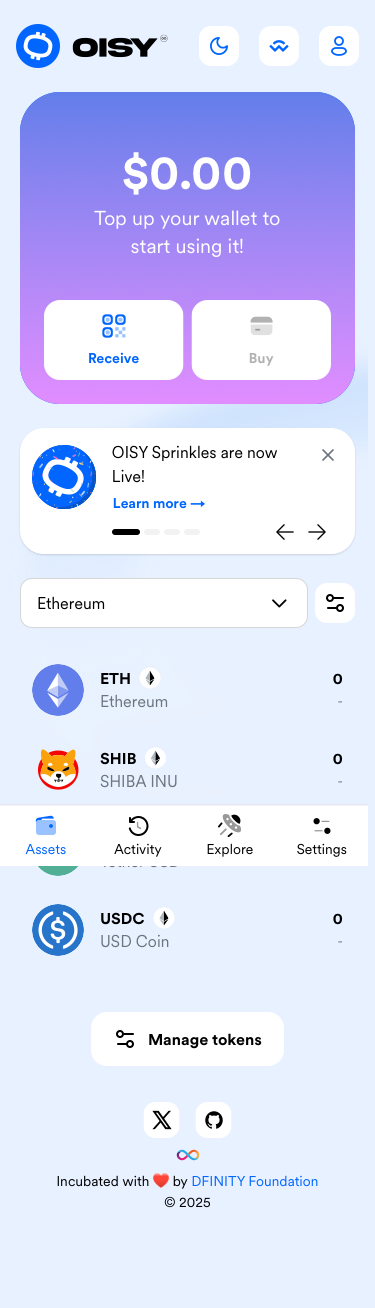 OISY
$0.00
Top up your wallet to
start using it!
Receive
Buy
OISY Sprinkles are now
Live!
Learn more →
Ethereum
ETH
0
Ethereum
-
SHIB
0
SHIBA INU
-
Assets
Activity
Explore
Settings
USDC
0
USD Coin
-
Manage tokens
Incubated with ❤️ by DFINITY Foundation
© 2025